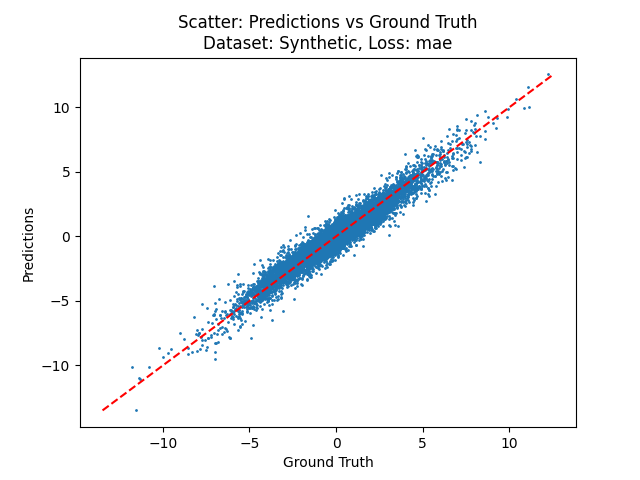 Scatter: Predictions vs Ground Truth
Dataset: Synthetic, Loss: mae
10
5
0
−5
−10
Predictions
−10 −5 0 5 10
Ground Truth